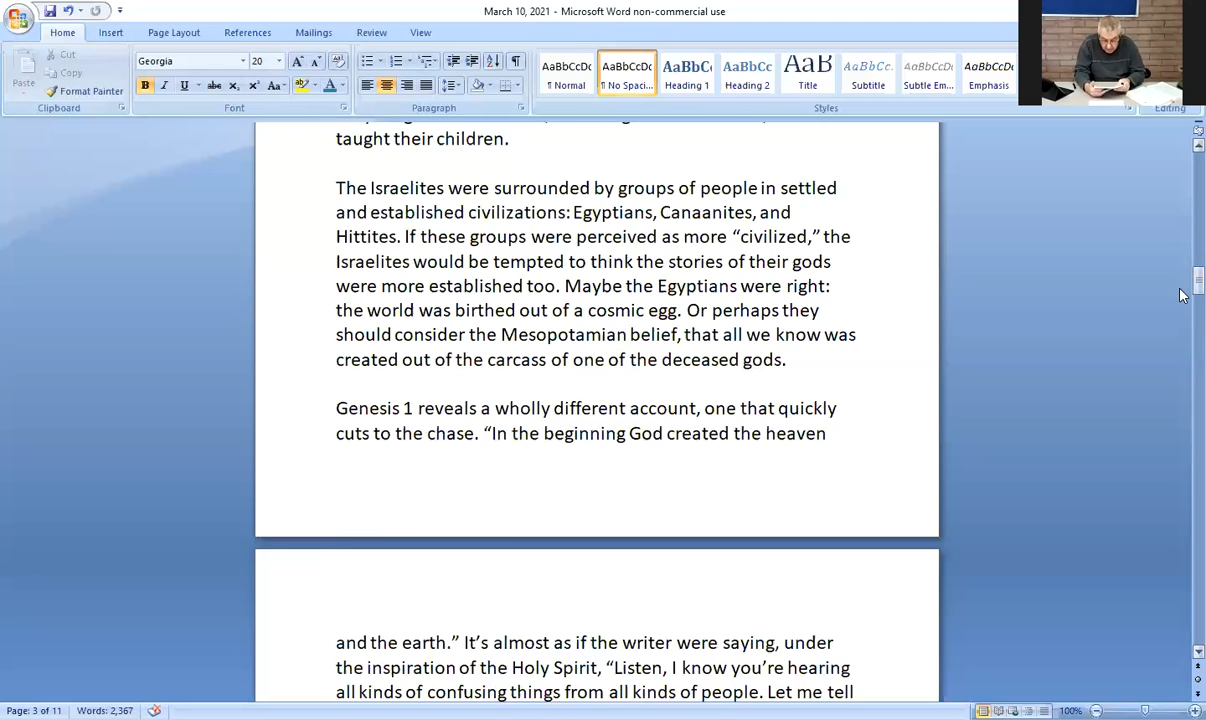 March 10, 2021 - Microsoft Word non-commercial use
Home
Insert
Page Layout
References
Mailings
Review
View
Cut
Copy
Paste
Format Painter
Clipboard
Georgia
20
Font
Paragraph
AaBbCcDc
¶ Normal
AaBbCcDc
¶ No Spaci...
AaBbCc
Heading 1
AaBbCc
Heading 2
AaB
Title
AaBbCc
Subtitle
AaBbCcDc
Subtle Em...
AaBbCcDc
Emphasis
Styles
Editing
taught their children.
The Israelites were surrounded by groups of people in settled
and established civilizations: Egyptians, Canaanites, and
Hittites. If these groups were perceived as more “civilized,” the
Israelites would be tempted to think the stories of their gods
were more established too. Maybe the Egyptians were right:
the world was birthed out of a cosmic egg. Or perhaps they
should consider the Mesopotamian belief, that all we know was
created out of the carcass of one of the deceased gods.
Genesis 1 reveals a wholly different account, one that quickly
cuts to the chase. “In the beginning God created the heaven
and the earth.” It’s almost as if the writer were saying, under
the inspiration of the Holy Spirit, “Listen, I know you’re hearing
all kinds of confusing things from all kinds of people. Let me tell
Page: 3 of 11
Words: 2,367
100%